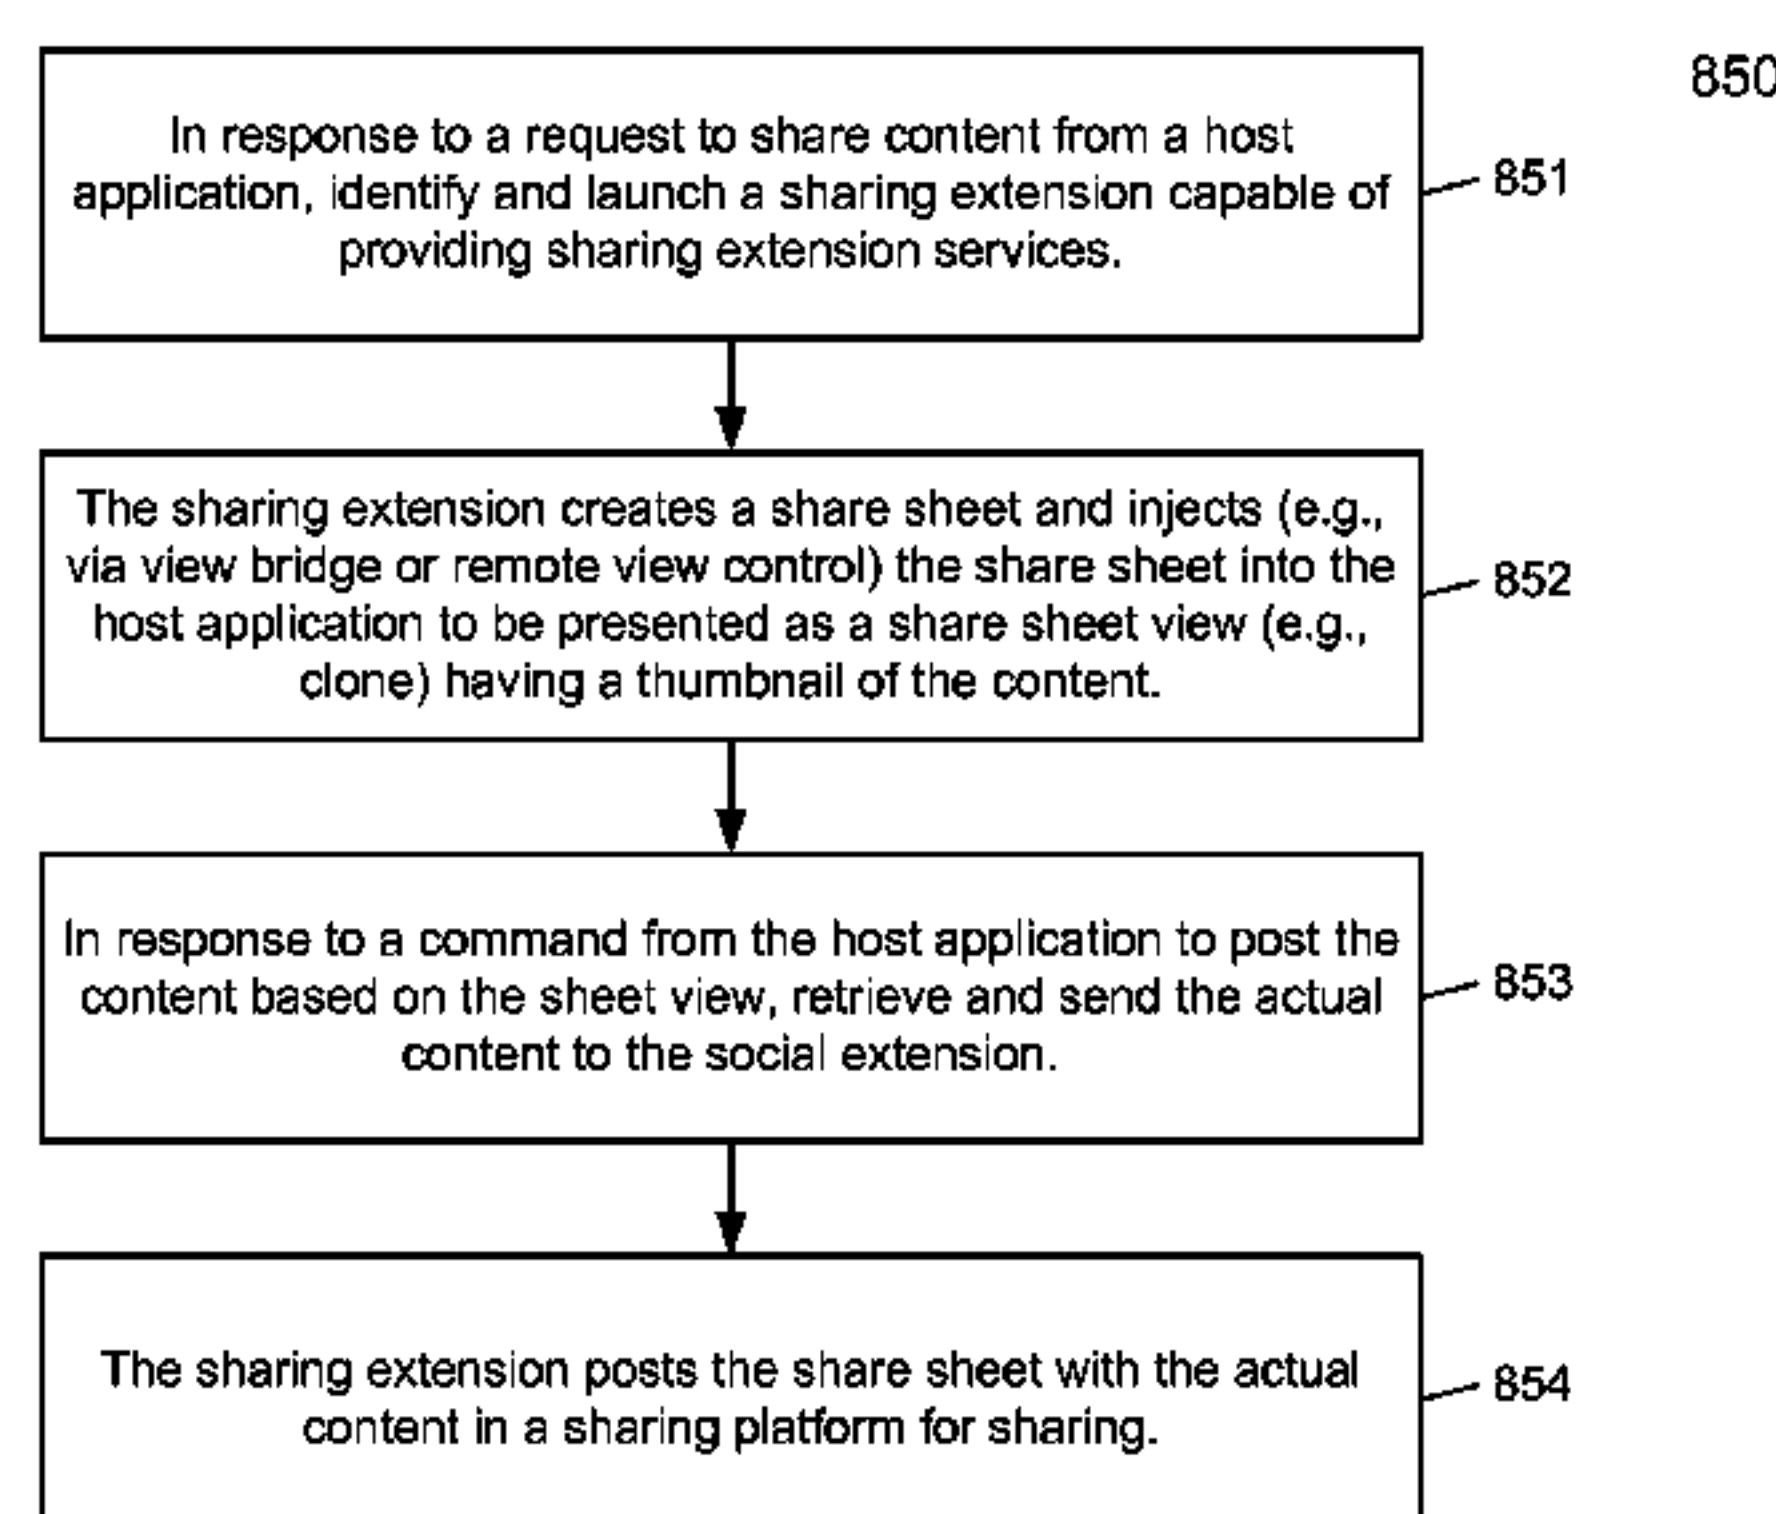 850
In response to a request to share content from a host
application, identify and launch a sharing extension capable of
providing sharing extension services.
851
The sharing extension creates a share sheet and injects (e.g.,
via view bridge or remote view control) the share sheet into the
host application to be presented as a share sheet view (e.g.,
clone) having a thumbnail of the content.
852
In response to a command from the host application to post the
content based on the sheet view, retrieve and send the actual
content to the social extension.
853
The sharing extension posts the share sheet with the actual
content in a sharing platform for sharing.
854